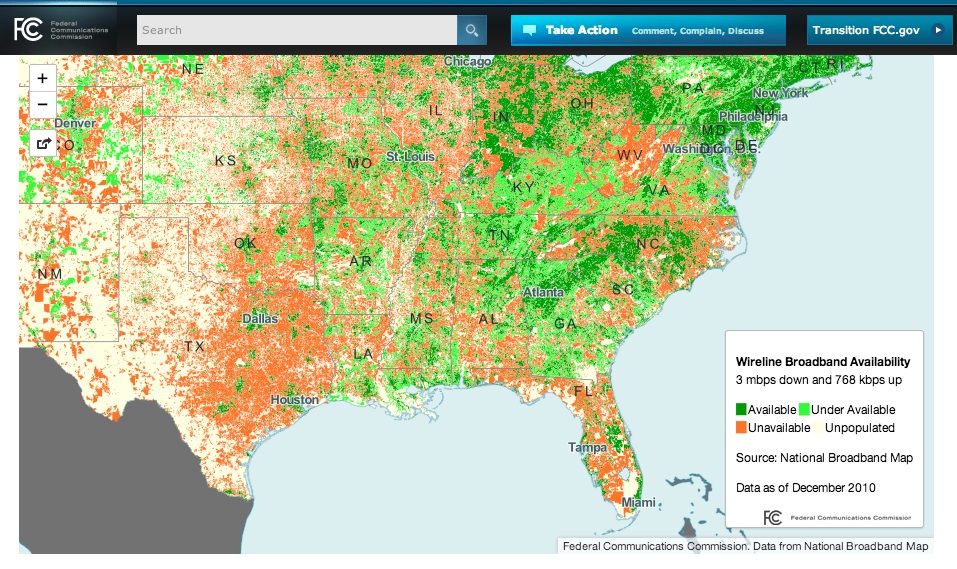 FCC Federal Communications Commission
Search
Take Action Comment, Complain, Discuss
Transition FCC.gov
+
−
NE
Chicago
CT RI
PA
New York
IL
IN
OH
NJ
Philadelphia
Denver
CO
MD
KS
MO
St. Louis
WV
Washington, D.C.
DE
KY
VA
OK
TN
NC
AR
NM
Atlanta
SC
Dallas
MS
AL
GA
TX
LA
Houston
FL
Tampa
Miami
Wireline Broadband Availability
3 mbps down and 768 kbps up
Available Under Available
Unavailable Unpopulated
Source: National Broadband Map
Data as of December 2010
FCC Federal Communications Commission
Federal Communications Commission. Data from National Broadband Map